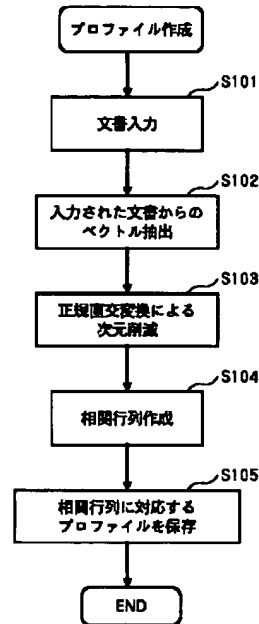 プロファイル作成
S101
文書入力
S102
入力された文書からの
ベクトル抽出
S103
正規直交変換による
次元削減
S104
相関行列作成
S105
相関行列に対応する
プロファイルを保存
END